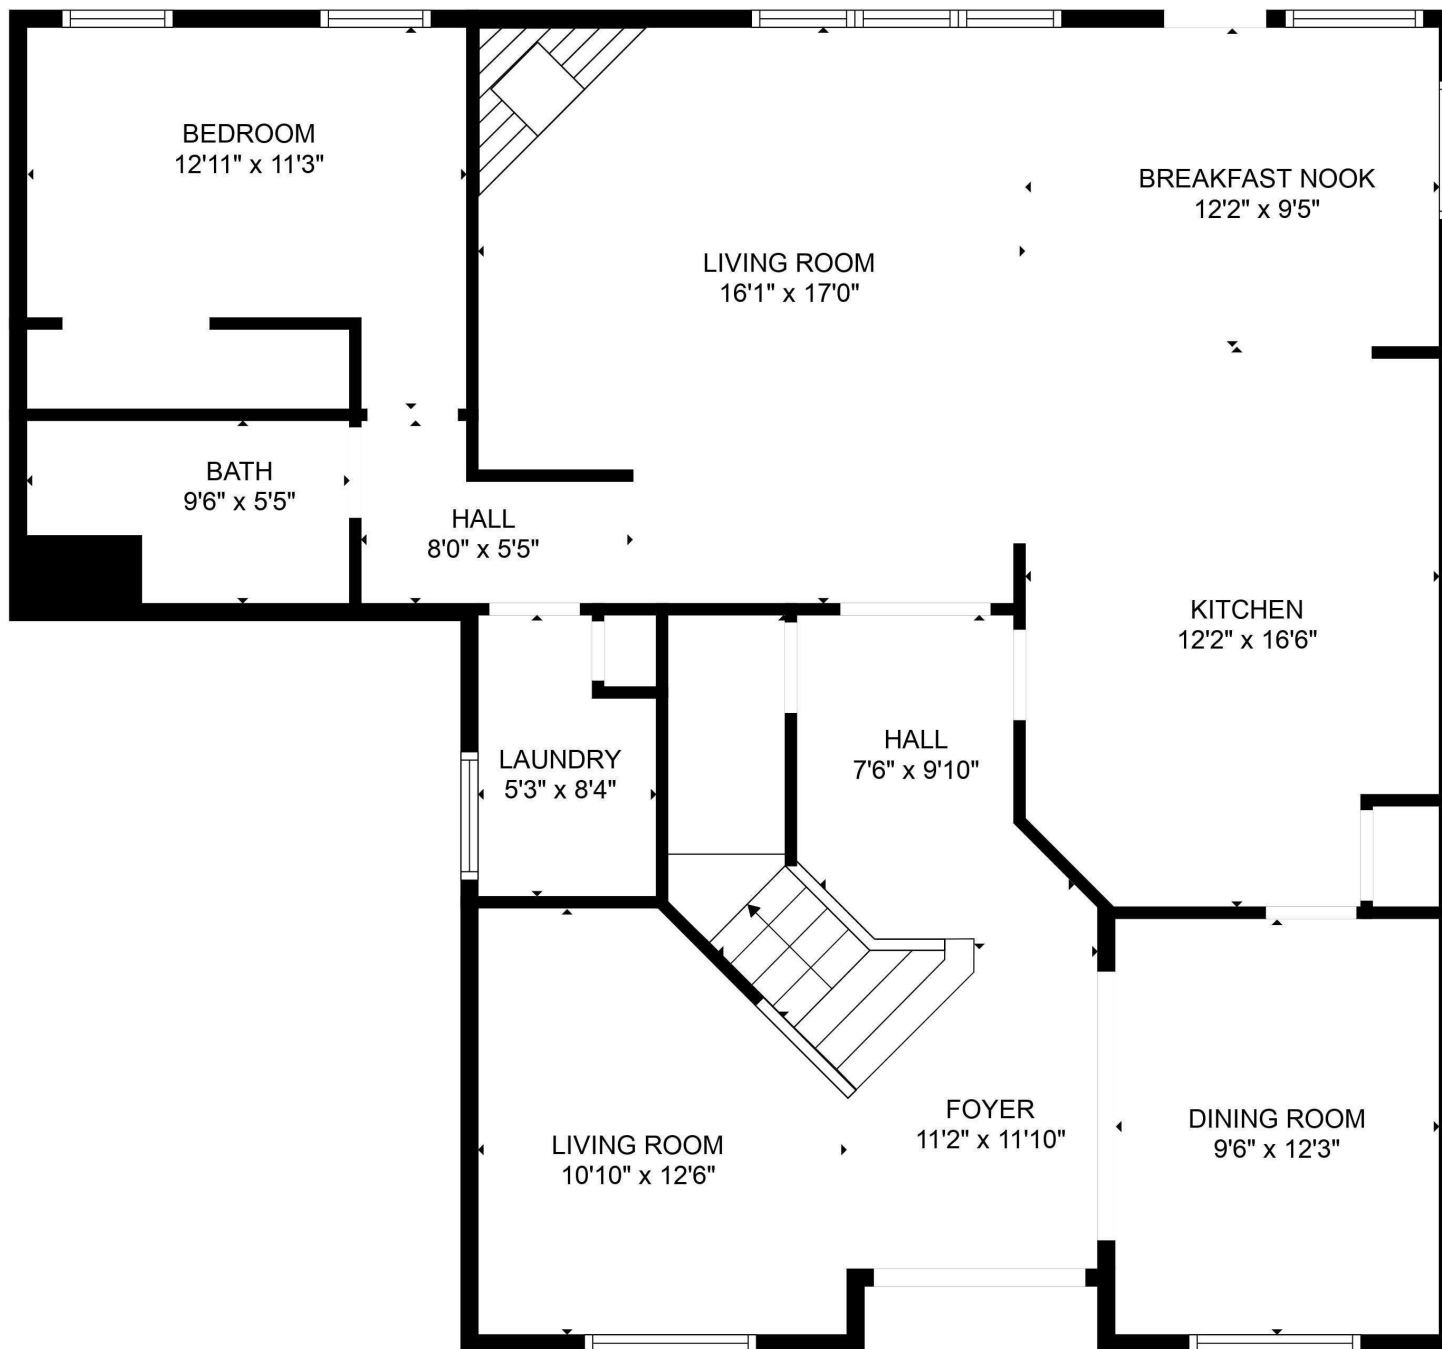 BEDROOM
12'11" x 11'3"
BREAKFAST NOOK
12'2" x 9'5"
LIVING ROOM
16'1" x 17'0"
BATH
9'6" x 5'5"
HALL
8'0" x 5'5"
KITCHEN
12'2" x 16'6"
HALL
7'6" x 9'10"
LAUNDRY
5'3" x 8'4"
FOYER
11'2" x 11'10"
DINING ROOM
9'6" x 12'3"
LIVING ROOM
10'10" x 12'6"